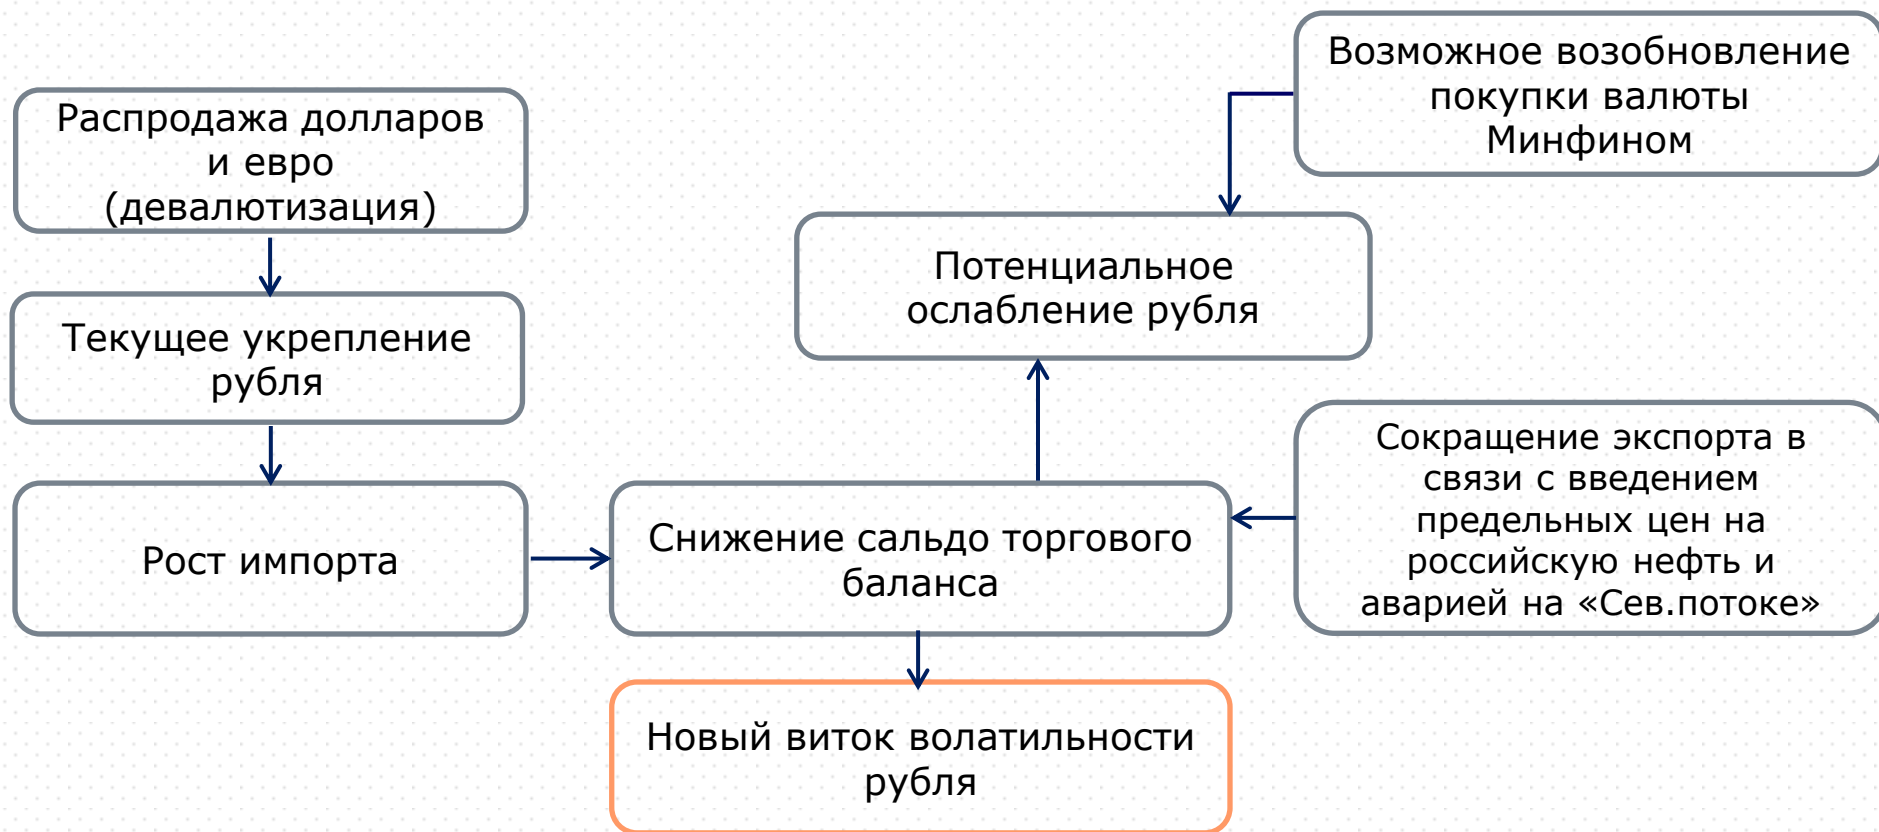 Возможное возобновление
покупки валюты
Минфином
Распродажа долларов
и евро
(девалютизация)
Потенциальное
ослабление рубля
Текущее укрепление
рубля
Сокращение экспорта в
связи с введением
предельных цен на
российскую нефть и
аварией на «Сев.потоке»
Рост импорта
Снижение сальдо торгового
баланса
Новый виток волатильности
рубля